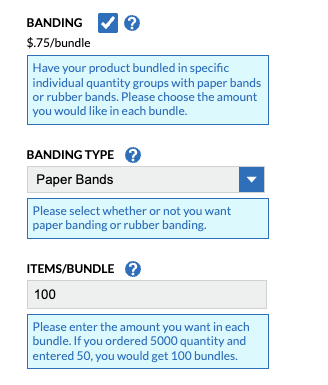 BANDING ?
$.75/bundle
Have your product bundled in specific
individual quantity groups with paper bands
or rubber bands. Please choose the amount
you would like in each bundle.
BANDING TYPE ?
Paper Bands
Please select whether or not you want
paper banding or rubber banding.
ITEMS/BUNDLE ?
100
Please enter the amount you want in each
bundle. If you ordered 5000 quantity and
entered 50, you would get 100 bundles.